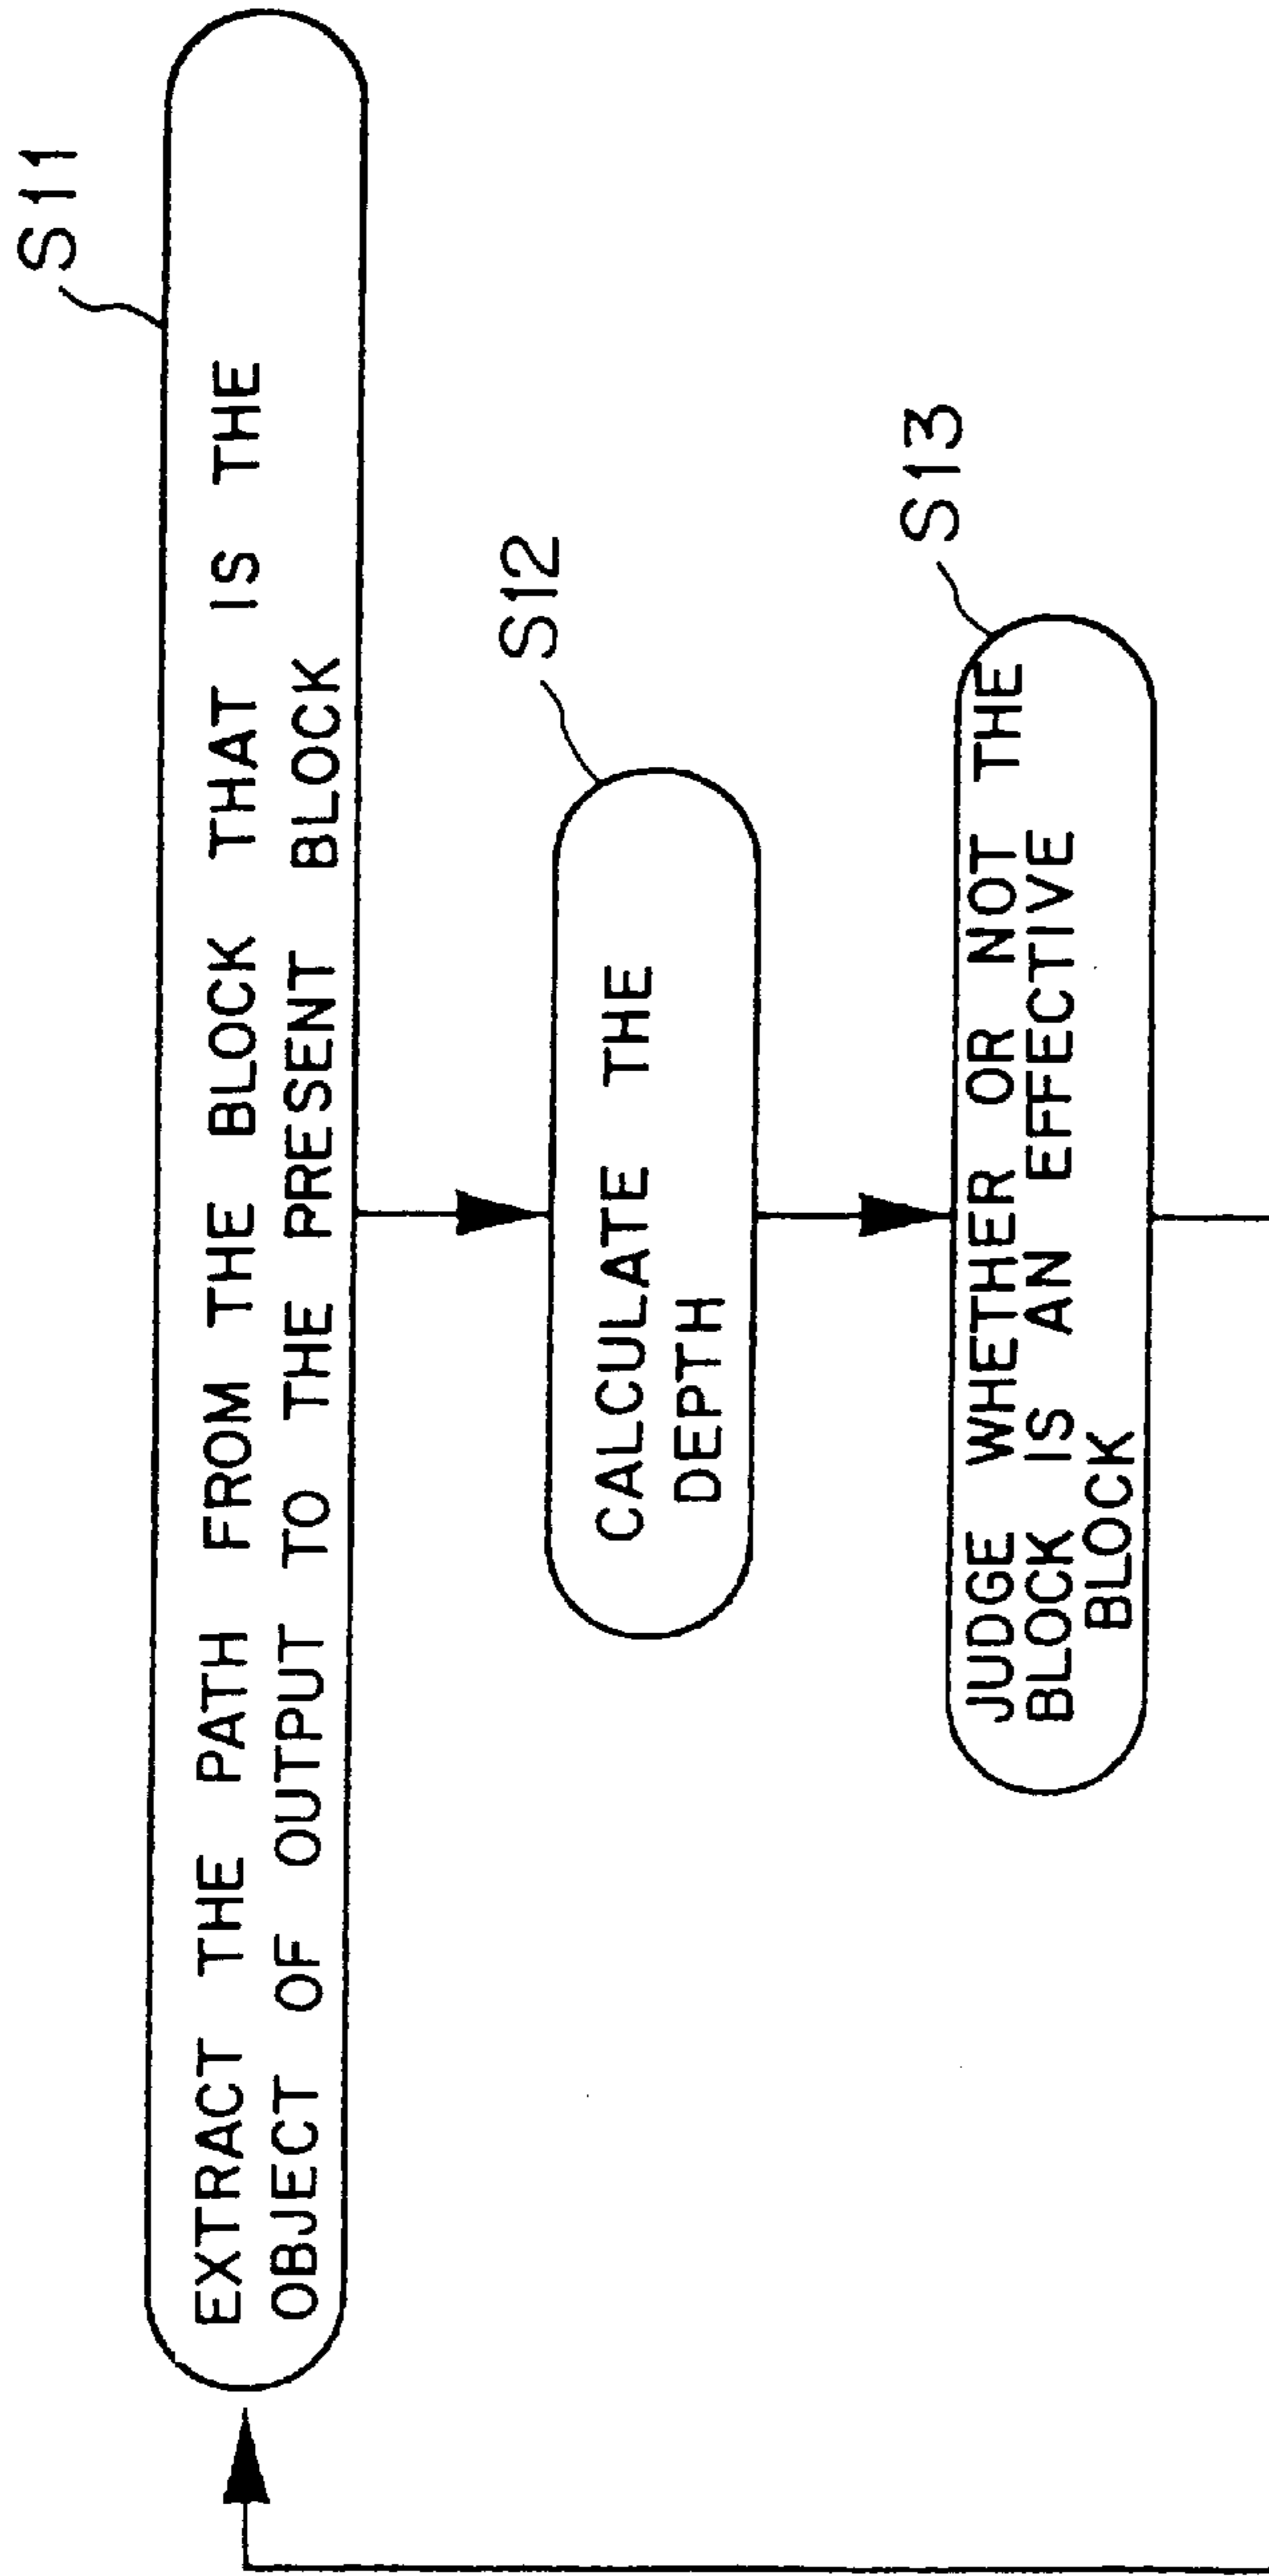 S11
EXTRACT THE PATH FROM THE BLOCK THAT IS THE
OBJECT OF OUTPUT TO THE PRESENT BLOCK
S12
CALCULATE THE
DEPTH
S13
JUDGE WHETHER OR NOT THE
BLOCK IS AN EFFECTIVE
BLOCK